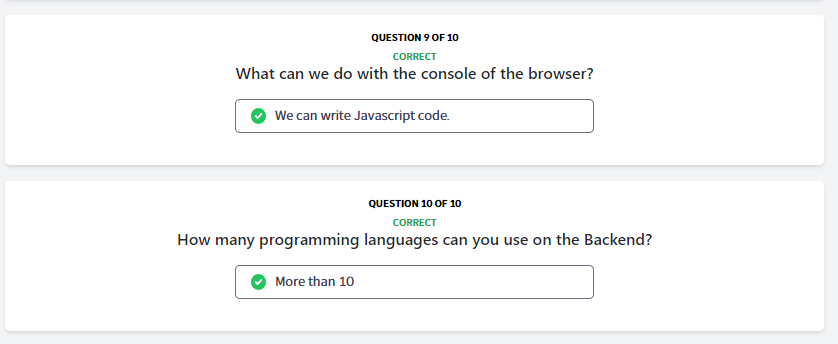 QUESTION 9 OF 10
CORRECT
What can we do with the console of the browser?
We can write Javascript code.
QUESTION 10 OF 10
CORRECT
How many programming languages can you use on the Backend?
More than 10